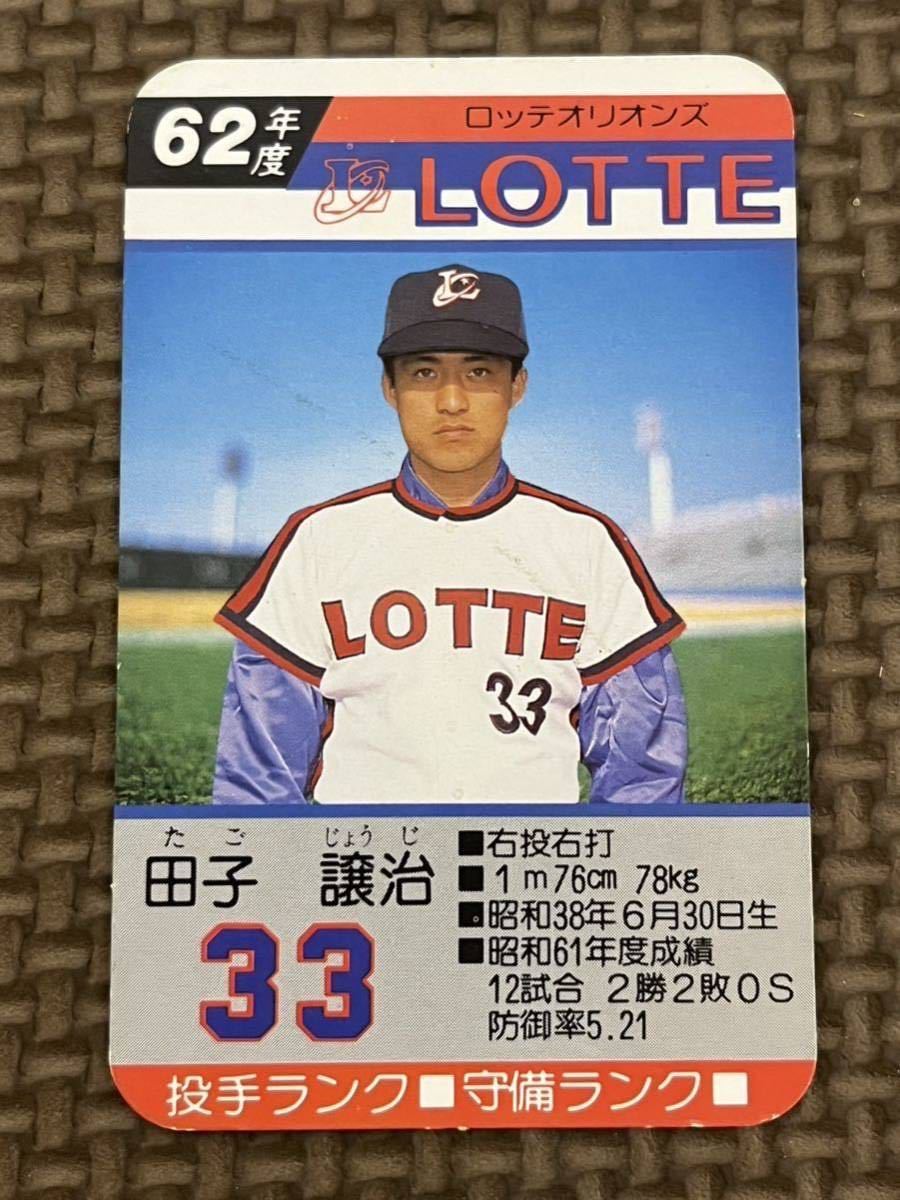 62年度
ロッテオリオンズ
LOTTE
LOTTE
33
たご じょうじ
田子 譲治
33
■右投右打
■1m76cm 78kg
■昭和38年6月30日生
■昭和61年度成績
12試合 2勝2敗0S
防御率5.21
投手ランク■守備ランク■